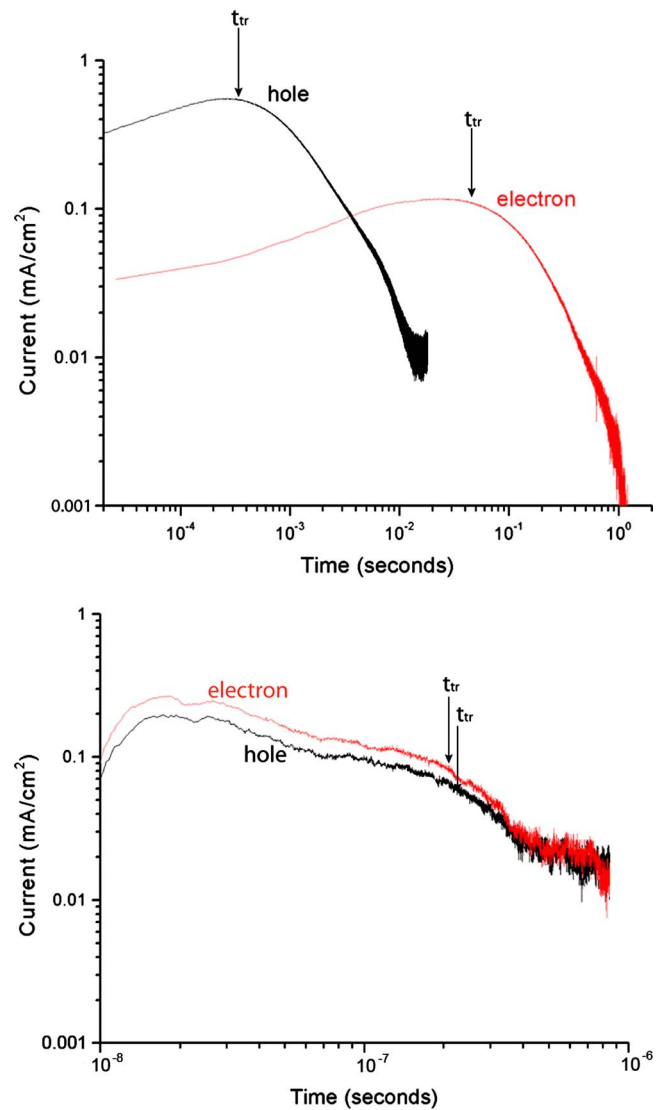 t_tr
hole
t_tr
electron
1
0.1
0.01
0.001
Current (mA/cm²)
10⁻⁴ 10⁻³ 10⁻² 10⁻¹ 10⁰
Time (seconds)
1
0.1
0.01
0.001
Current (mA/cm²)
electron
hole
t_tr
t_tr
10⁻⁸ 10⁻⁷ 10⁻⁶
Time (seconds)